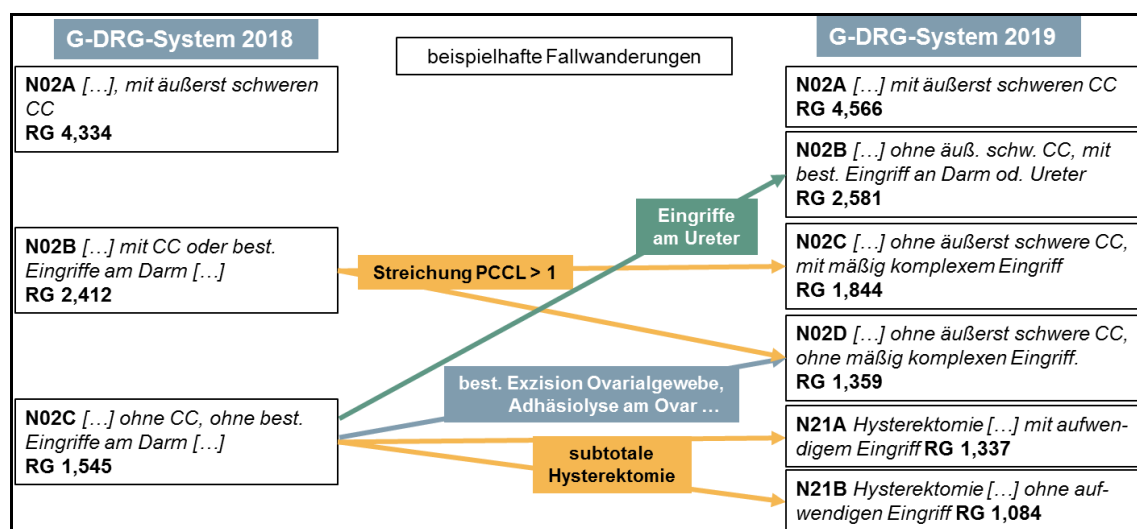 G-DRG-System 2018
beispielhafte Fallwanderungen
G-DRG-System 2019
N02A […], mit äußerst schweren
CC
RG 4,334
N02B […] mit CC oder best.
Eingriffe am Darm […]
RG 2,412
N02C […] ohne CC, ohne best.
Eingriffe am Darm […]
RG 1,545
Eingriffe
am Ureter
Streichung PCCL > 1
best. Exzision Ovarialgewebe,
Adhäsiolyse am Ovar …
subtotale
Hysterektomie
N02A […] mit äußerst schweren CC
RG 4,566
N02B […] ohne äuß. schw. CC, mit
best. Eingriff an Darm od. Ureter
RG 2,581
N02C […] ohne äußerst schwere CC,
mit mäßig komplexem Eingriff
RG 1,844
N02D […] ohne äußerst schwere CC,
ohne mäßig komplexen Eingriff.
RG 1,359
N21A Hysterektomie […] mit aufwen-
digem Eingriff RG 1,337
N21B Hysterektomie […] ohne auf-
wendigen Eingriff RG 1,084